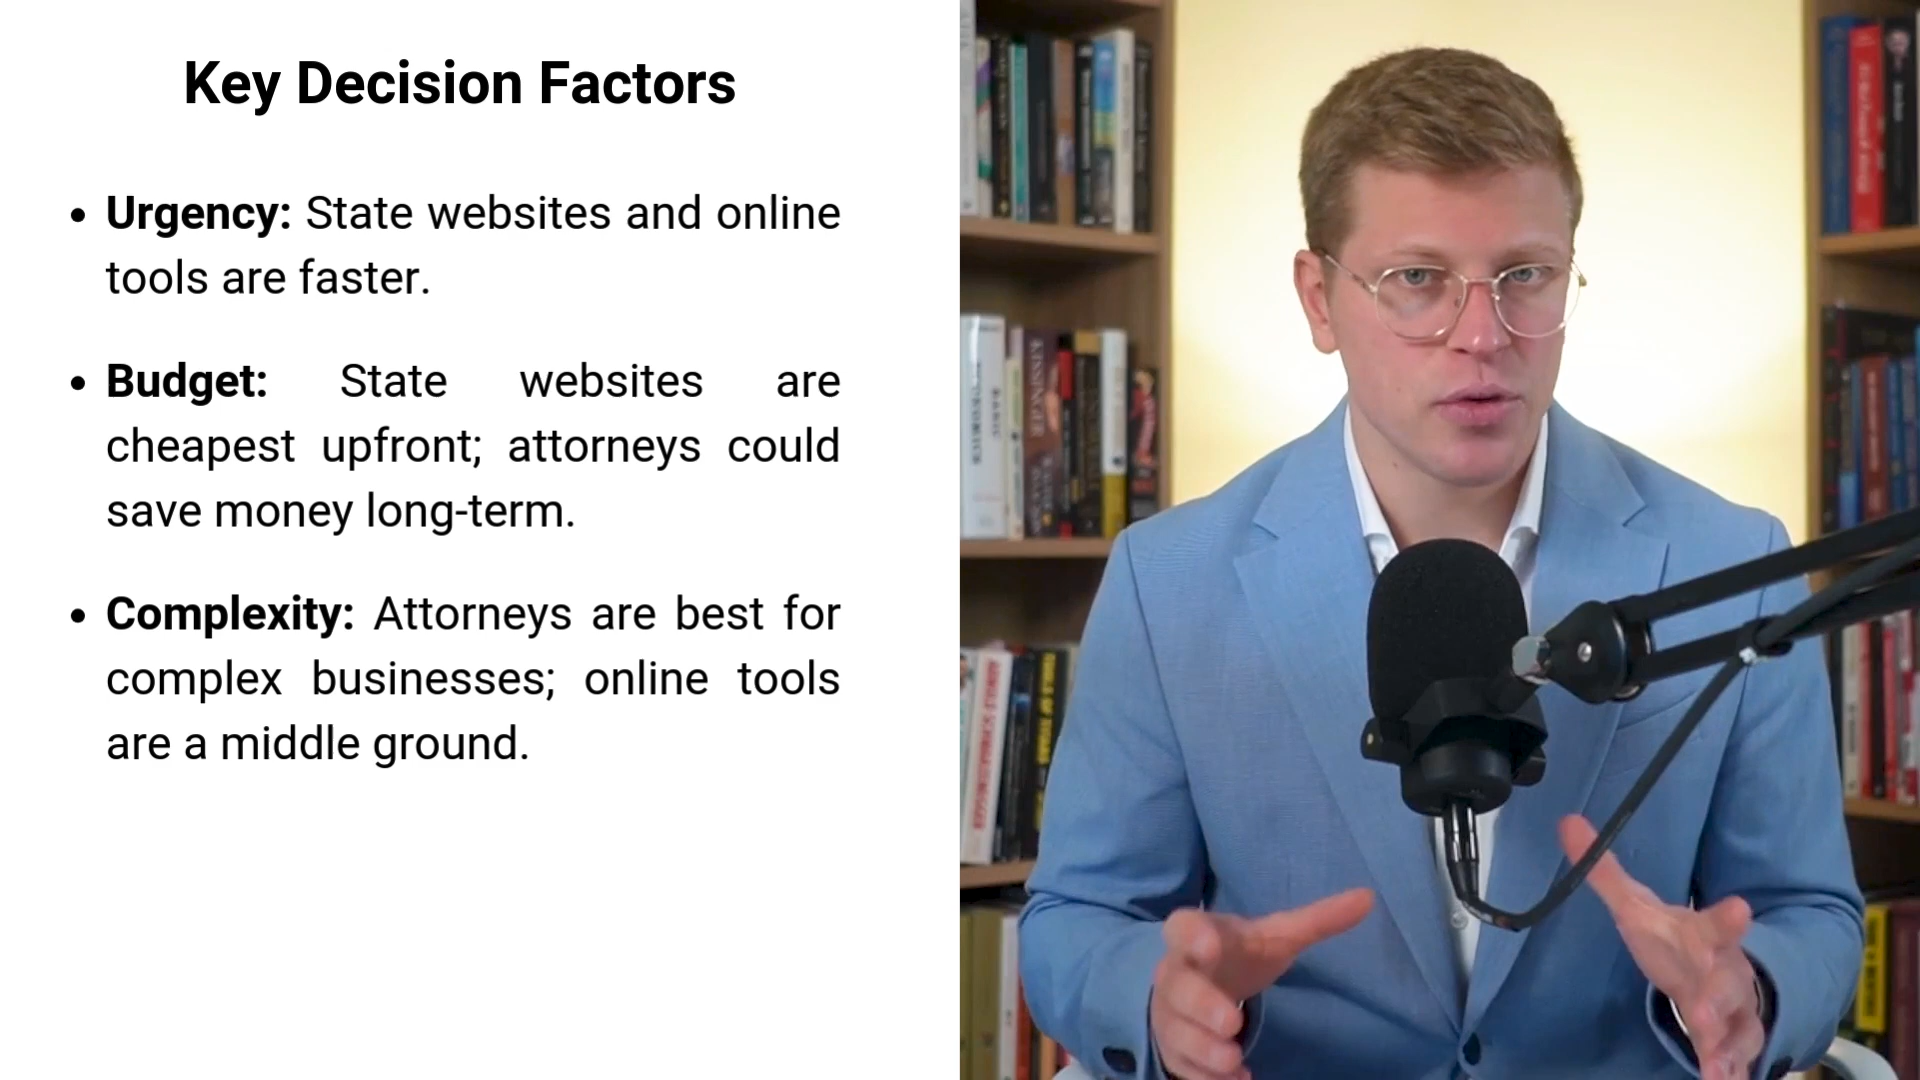 Key Decision Factors
• Urgency: State websites and online
tools are faster.
• Budget: State websites are
cheapest upfront; attorneys could
save money long-term.
• Complexity: Attorneys are best for
complex businesses; online tools
are a middle ground.
KISSINGER